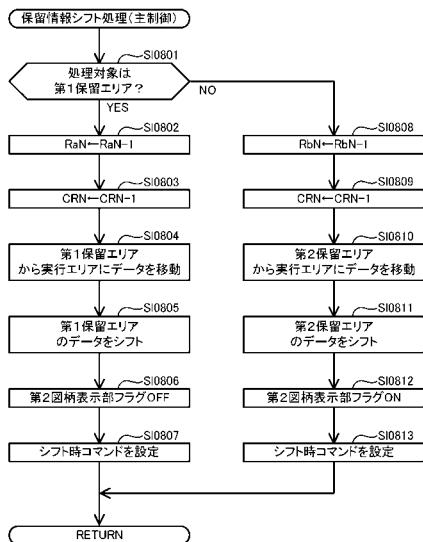 保留情報シフト処理(主制御)
SI0801
処理対象は
第1保留エリア?
NO
YES
SI0802
RaN←RaN-1
SI0803
CRN←CRN-1
SI0804
第1保留エリア
から実行エリアにデータを移動
SI0805
第1保留エリア
のデータをシフト
SI0806
第2図柄表示部フラグOFF
SI0807
シフト時コマンドを設定
SI0808
RbN←RbN-1
SI0809
CRN←CRN-1
SI0810
第2保留エリア
から実行エリアにデータを移動
SI0811
第2保留エリア
のデータをシフト
SI0812
第2図柄表示部フラグON
SI0813
シフト時コマンドを設定
RETURN